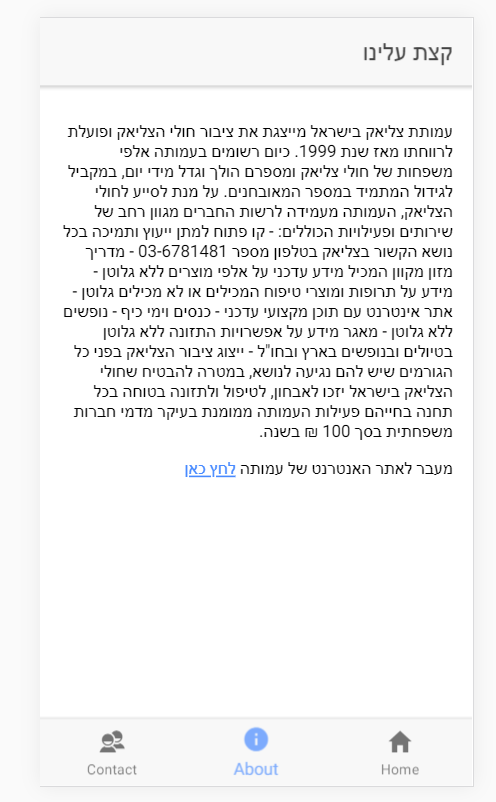 קצת עלינו
עמותת צליאק בישראל מייצגת את ציבור חולי הצליאק ופועלת
לרווחתו מאז שנת 1999. כיום רשומים בעמותה אלפי
משפחות של חולי צליאק ומספרם הולך וגדל מידי יום, במקביל
לגידול המתמיד במספר המאובחנים. על מנת לסייע לחולי
הצליאק, העמותה מעמידה לרשות החברים מגוון רחב של
שירותים ופעילויות הכוללים: - קו פתוח למתן ייעוץ ותמיכה בכל
נושא הקשור בצליאק בטלפון מספר 03-6781481 - מדריך
מזון מקוון המכיל מידע עדכני על אלפי מוצרים ללא גלוטן -
מידע על תרופות ומוצרי טיפוח המכילים או לא מכילים גלוטן -
אתר אינטרנט עם תוכן מקצועי עדכני - כנסים וימי כיף - נופשים
ללא גלוטן - מאגר מידע על אפשרויות התזונה ללא גלוטן
בטיולים ובנופשים בארץ ובחו"ל - ייצוג ציבור הצליאק בפני כל
הגורמים שיש להם נגיעה לנושא, במטרה להבטיח שחולי
הצליאק בישראל יזכו לאבחון, לטיפול ולתזונה בטוחה בכל
תחנה בחייהם פעילות העמותה ממומנת בעיקר מדמי חברות
משפחתית בסך 100 ₪ בשנה.
מעבר לאתר האנטרנט של עמותה לחץ כאן
Contact About Home